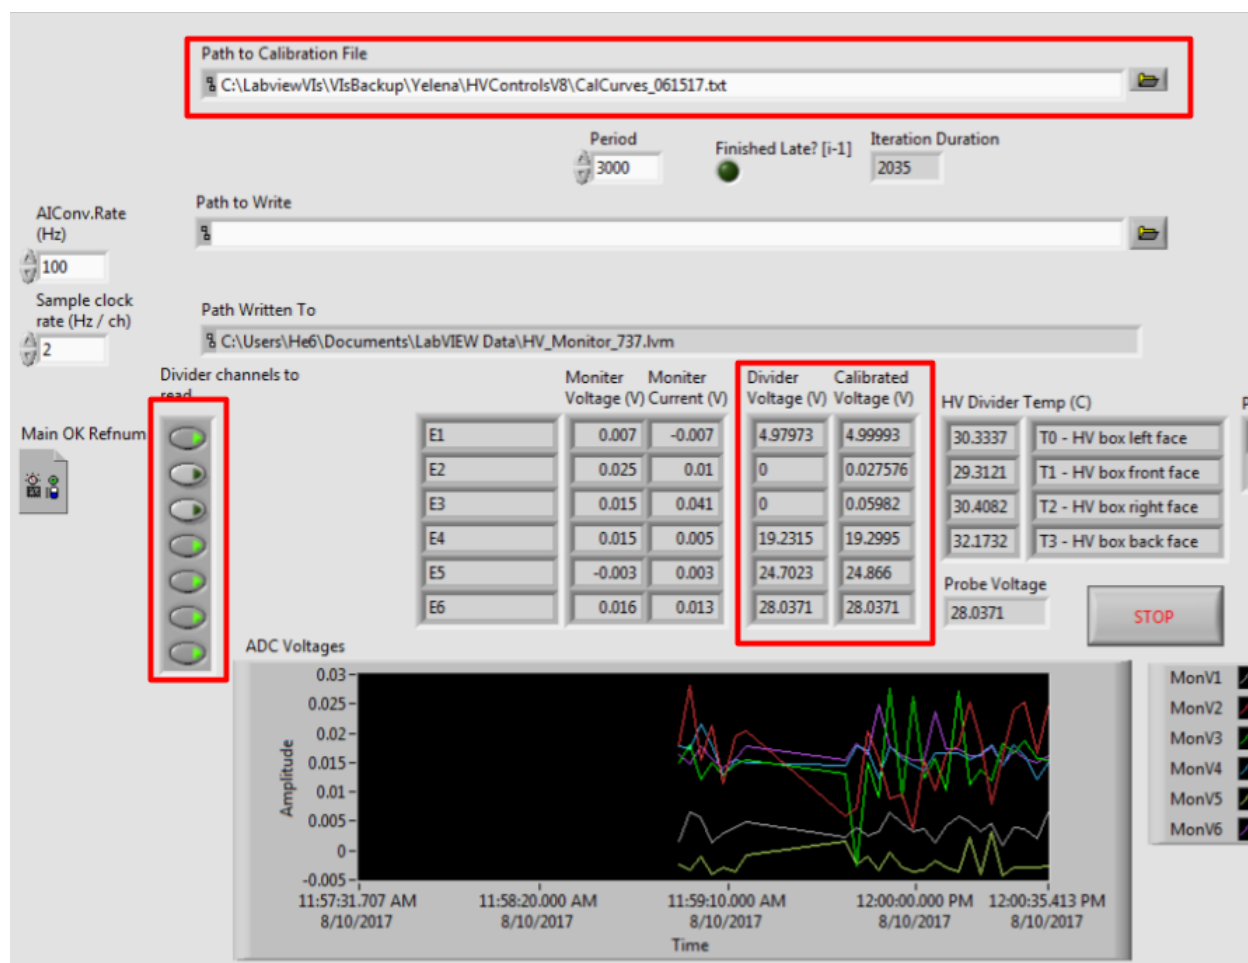 Path to Calibration File
C:\LabviewVIs\VIsBackup\Yelena\HVControlsV8\CalCurves_061517.txt
Period
3000
Finished Late? [i-1]
Iteration Duration
2035
AIConv.Rate
(Hz)
100
Path to Write
Sample clock
rate (Hz / ch)
2
Path Written To
C:\Users\He6\Documents\LabVIEW Data\HV_Monitor_737.lvm
Divider channels to
read
Main OK Refnum
Moniter
Voltage (V)
Moniter
Current (V)
Divider
Voltage (V)
Calibrated
Voltage (V)
E1 0.007 -0.007 4.97973 4.99993
E2 0.025 0.01 0 0.027576
E3 0.015 0.041 0 0.05982
E4 0.015 0.005 19.2315 19.2995
E5 -0.003 0.003 24.7023 24.866
E6 0.016 0.013 28.0371 28.0371
HV Divider Temp (C)
30.3337 T0 - HV box left face
29.3121 T1 - HV box front face
30.4082 T2 - HV box right face
32.1732 T3 - HV box back face
P
Probe Voltage
28.0371
STOP
ADC Voltages
Amplitude
0.03
0.025
0.02
0.015
0.01
0.005
0
-0.005
11:57:31.707 AM
8/10/2017
11:58:20.000 AM
8/10/2017
11:59:10.000 AM
8/10/2017
12:00:00.000 PM
8/10/2017
12:00:35.413 PM
8/10/2017
Time
MonV1
MonV2
MonV3
MonV4
MonV5
MonV6